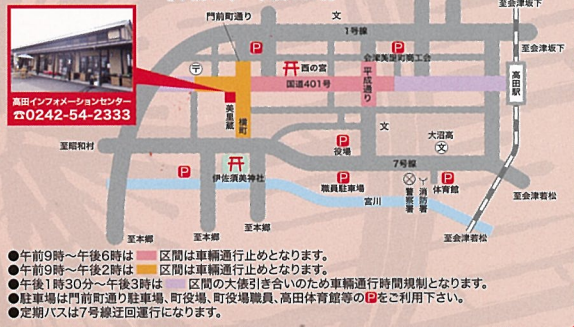 至会津坂下
門前町通り
文
1号線
至会津坂下
会津美里町商工会
西の宮
国道401号
平成通り
高田駅
高田インフォメーションセンター
☎0242-54-2333
美里蔵
横町
文
大沼高
文
至昭和村
役場
7号線
伊佐須美神社
職員駐車場
警察署
消防署
体育館
至会津若松
宮川
至本郷
至本郷
至本郷
至会津若松
●午前9時～午後6時は 区間は車輛通行止めとなります。
●午前9時～午後2時は 区間は車輛通行止めとなります。
●午後1時30分～午後3時は 区間の大俵引き合いのため車輛通行時間規制となります。
●駐車場は門前町通り駐車場、町役場、町役場職員、高田体育館等のPをご利用下さい。
●定期バスは7号線迂回運行になります。